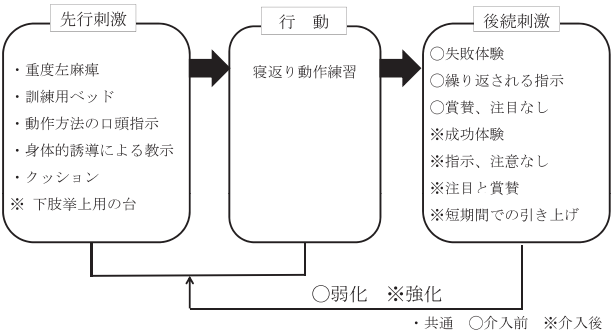 先行刺激
・重度左麻痺
・訓練用ベッド
・動作方法の口頭指示
・身体的誘導による教示
・クッション
※ 下肢挙上用の台
行 動
寝返り動作練習
後続刺激
○失敗体験
○繰り返される指示
○賞賛、注目なし
※成功体験
※指示、注意なし
※注目と賞賛
※短期間での引き上げ
○弱化 ※強化
・共通 ○介入前 ※介入後